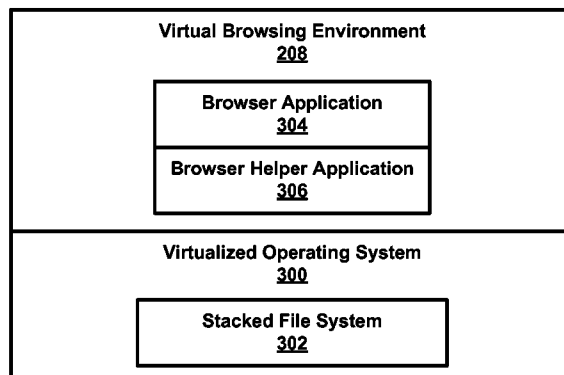 Virtual Browsing Environment
208
Browser Application
304
Browser Helper Application
306
Virtualized Operating System
300
Stacked File System
302